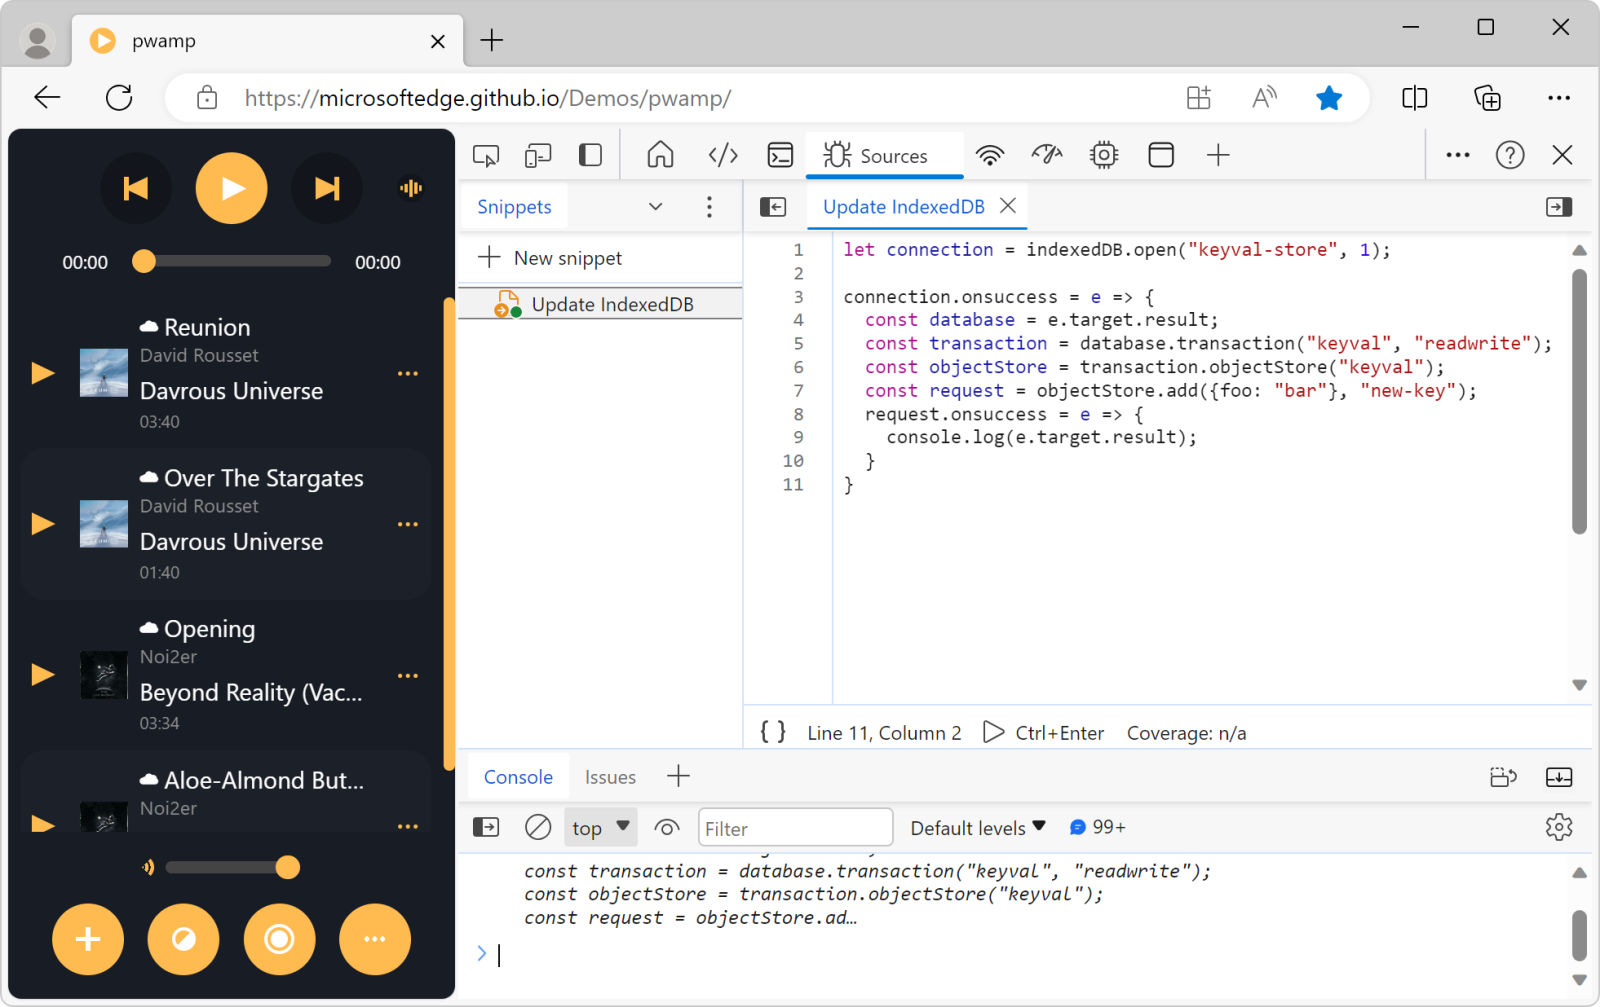 pwamp
https://microsoftedge.github.io/Demos/pwamp/
00:00
00:00
Reunion
David Rousset
Davrous Universe
03:40
Over The Stargates
David Rousset
Davrous Universe
01:40
Opening
Noi2er
Beyond Reality (Vac...
03:34
Aloe-Almond But...
Noi2er
Sources
Snippets
New snippet
Update IndexedDB
Update IndexedDB
1 let connection = indexedDB.open("keyval-store", 1);
2
3 connection.onsuccess = e => {
4 const database = e.target.result;
5 const transaction = database.transaction("keyval", "readwrite");
6 const objectStore = transaction.objectStore("keyval");
7 const request = objectStore.add({foo: "bar"}, "new-key");
8 request.onsuccess = e => {
9 console.log(e.target.result);
10 }
11 }
{ } Line 11, Column 2 Ctrl+Enter Coverage: n/a
Console Issues
top Filter Default levels 99+
const transaction = database.transaction("keyval", "readwrite");
const objectStore = transaction.objectStore("keyval");
const request = objectStore.ad…